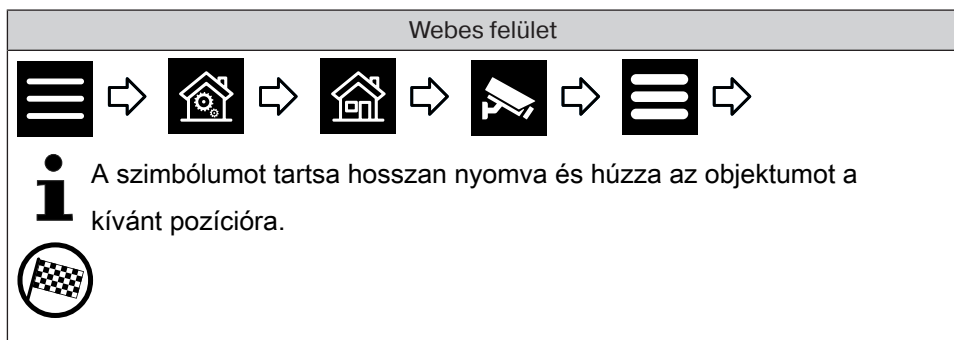 Webes felület
A szimbólumot tartsa hosszan nyomva és húzza az objektumot a
kívánt pozícióra.